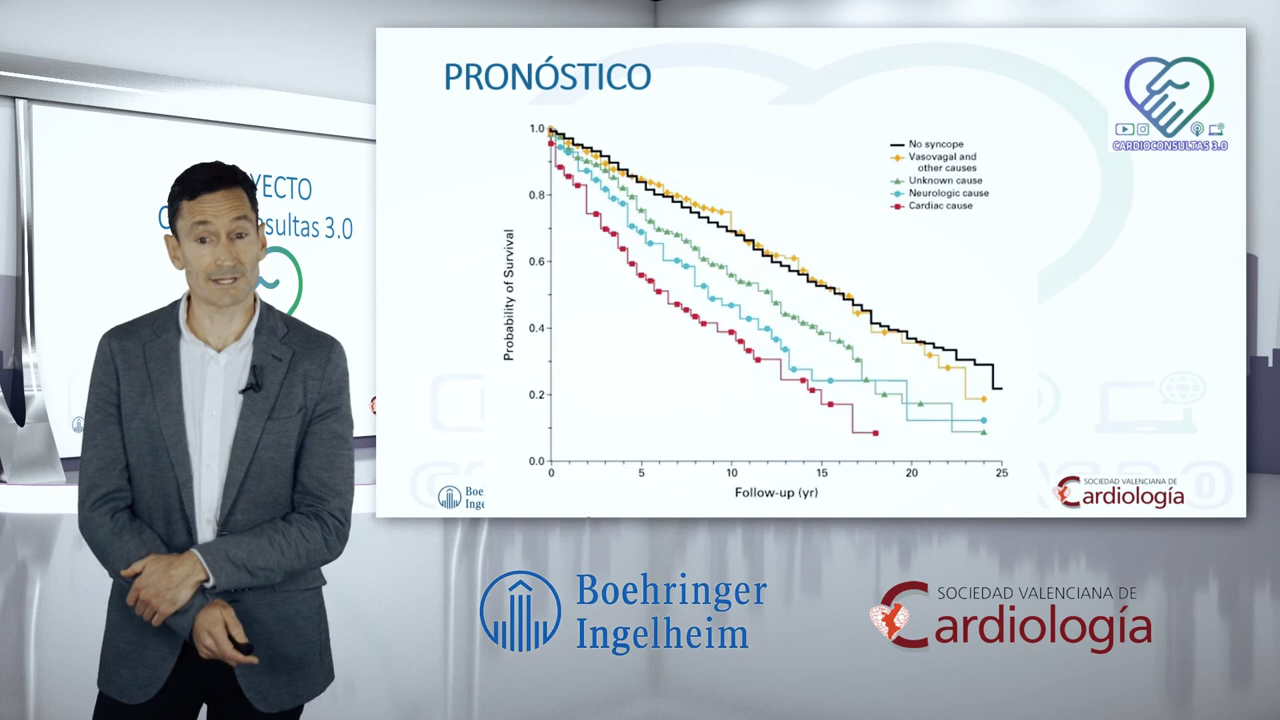 PRONÓSTICO
CARDIOCONSULTAS 3.0
No syncope
Vasovagal and
other causes
Unknown cause
Neurologic cause
Cardiac cause
Probability of Survival
1.0
0.8
0.6
0.4
0.2
0.0
0
5
10
15
20
25
Follow-up (yr)
SOCIEDAD VALENCIANA DE
Cardiología
3.0
Boehringer
Ingelheim
SOCIEDAD VALENCIANA DE
Cardiología